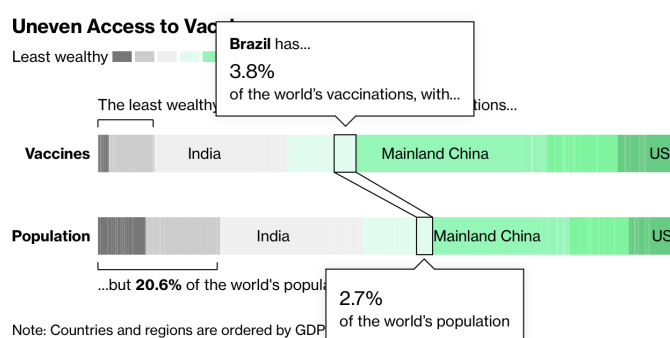 Uneven Access to Vac
Least wealthy
Brazil has...
3.8%
of the world's vaccinations, with...
The least wealthy
tions...
Vaccines
India
Mainland China
US
Population
India
Mainland China
US
...but 20.6% of the world's popula
2.7%
of the world's population
Note: Countries and regions are ordered by GDP